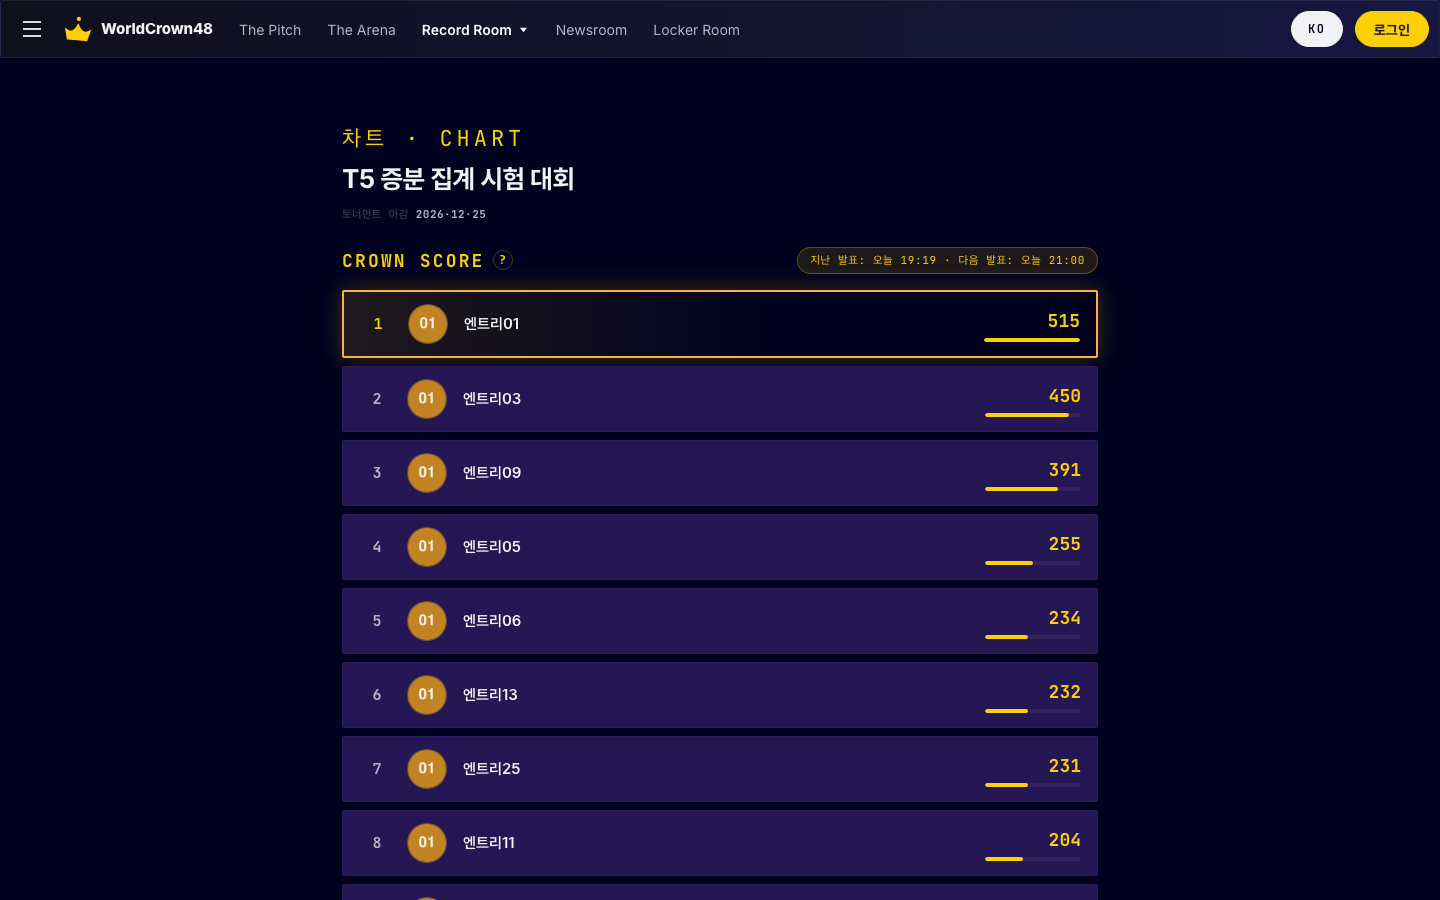 WorldCrown48 The Pitch The Arena Record Room Newsroom Locker Room KO 로그인
차트 · CHART
T5 증분 집계 시험 대회
토너먼트 마감 2026·12·25
CROWN SCORE ? 지난 발표: 오늘 19:19 · 다음 발표: 오늘 21:00
1 01 엔트리01 515
2 01 엔트리03 450
3 01 엔트리09 391
4 01 엔트리05 255
5 01 엔트리06 234
6 01 엔트리13 232
7 01 엔트리25 231
8 01 엔트리11 204